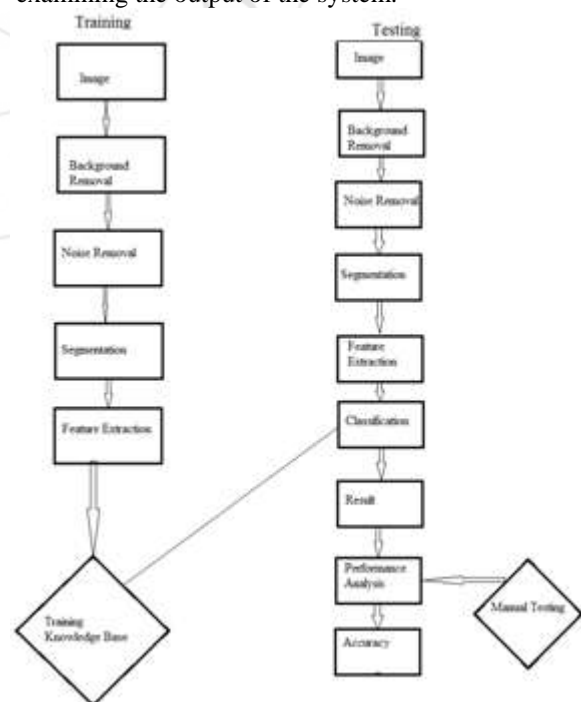 examining the output of the system.
Training
Image
Background
Removal
Noise Removal
Segmentation
Feature Extraction
Training
Knowledge Base
Testing
Image
Background
Removal
Noise Removal
Segmentation
Feature
Extraction
Classification
Result
Performance
Analysis
Manual Testing
Accuracy